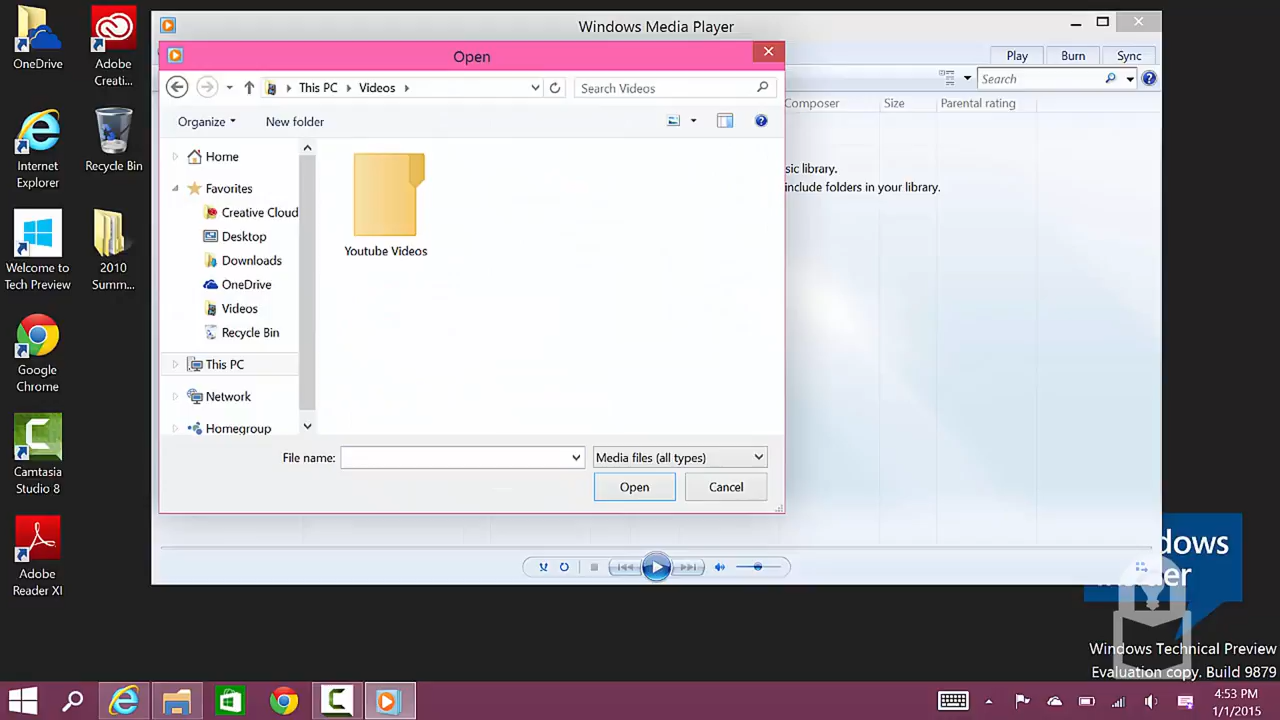 OneDrive
Adobe
Creati...
Internet
Explorer
Recycle Bin
Welcome to
Tech Preview
2010
Summ...
Google
Chrome
Camtasia
Studio 8
Adobe
Reader XI
Windows Media Player
Play
Burn
Sync
Search
Composer
Size
Parental rating
sic library.
include folders in your library.
Open
This PC
Videos
Search Videos
Organize
New folder
Home
Favorites
Creative Cloud
Desktop
Downloads
OneDrive
Videos
Recycle Bin
This PC
Network
Homegroup
Youtube Videos
File name:
Media files (all types)
Open
Cancel
dows
er
Windows Technical Preview
Evaluation copy. Build 9879
4:53 PM
1/1/2015